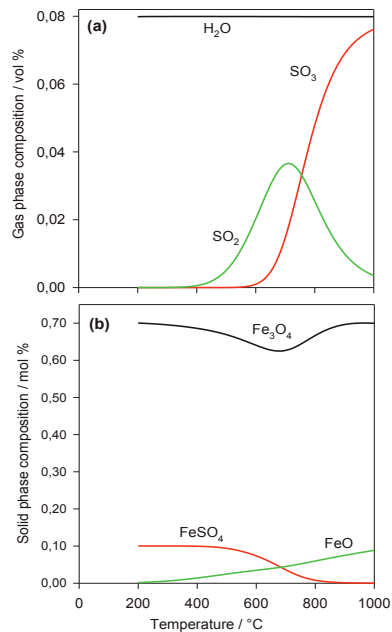 0,08
(a)
H₂O
SO₃
0,06
0,04
SO₂
0,02
0,00
Gas phase composition / vol %
(b)
0,70
Fe₃O₄
0,60
0,50
0,40
0,30
0,20
FeSO₄
FeO
0,10
0,00
Solid phase composition / mol %
0 200 400 600 800 1000
Temperature / °C